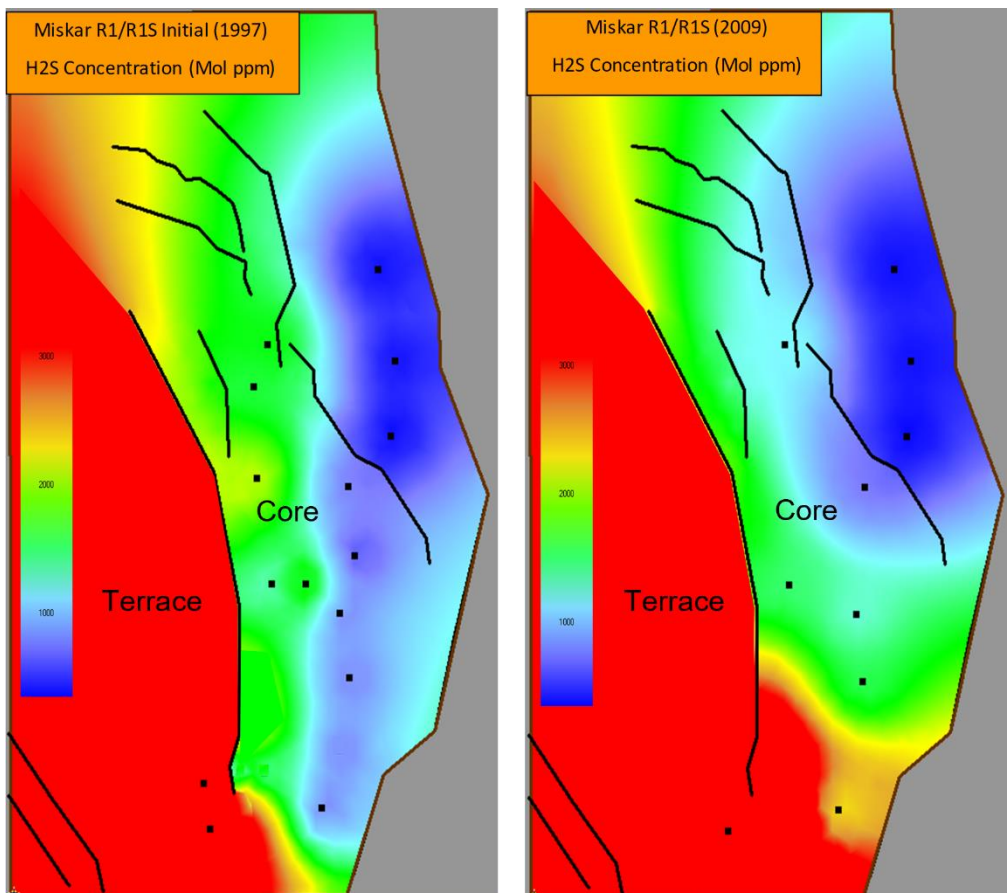 Miskar R1/R1S Initial (1997)
H2S Concentration (Mol ppm)
3000
2000
1000
Core
Terrace
Miskar R1/R1S (2009)
H2S Concentration (Mol ppm)
3000
2000
1000
Core
Terrace